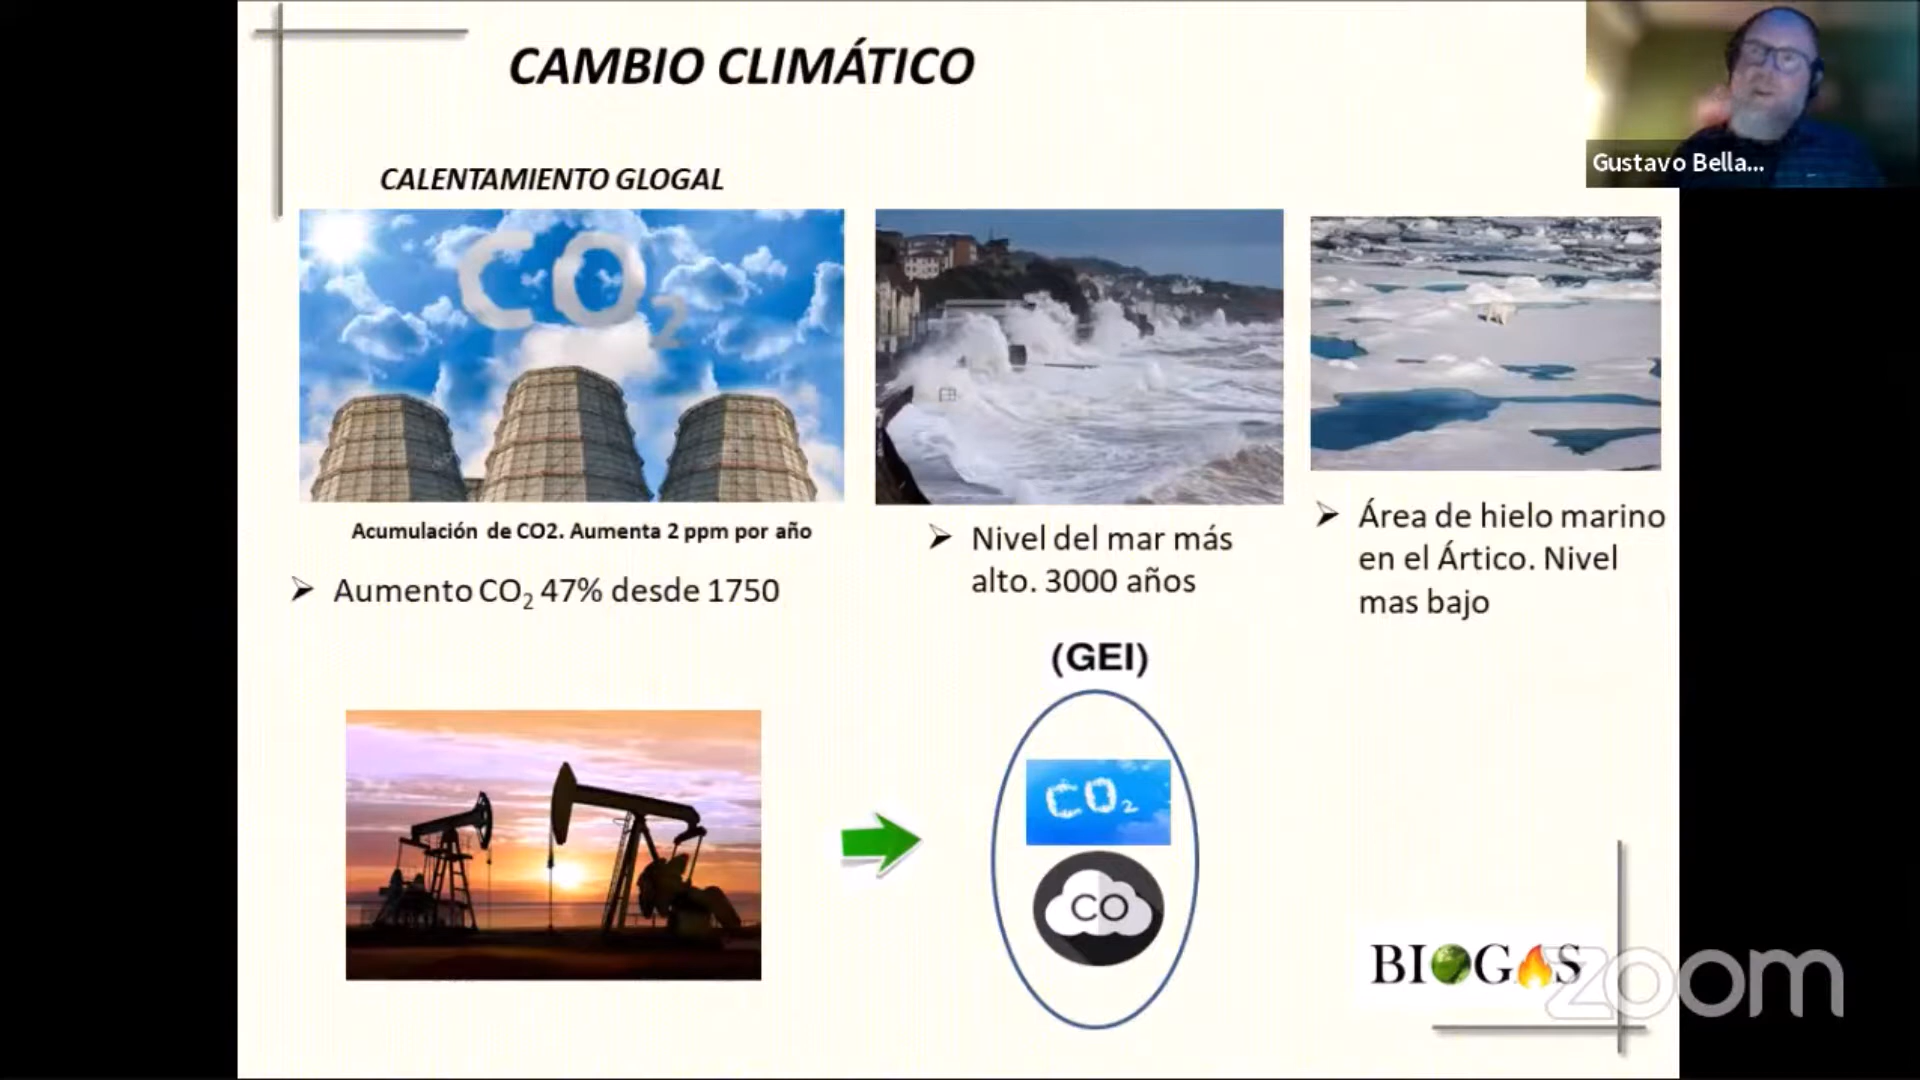 CAMBIO CLIMÁTICO
Gustavo Bella...
CALENTAMIENTO GLOGAL
CO2
Acumulación de CO2. Aumenta 2 ppm por año
➢ Aumento CO₂ 47% desde 1750
➢ Nivel del mar más
alto. 3000 años
➢ Área de hielo marino
en el Ártico. Nivel
mas bajo
(GEI)
CO2
CO
BIOGAS
zoom